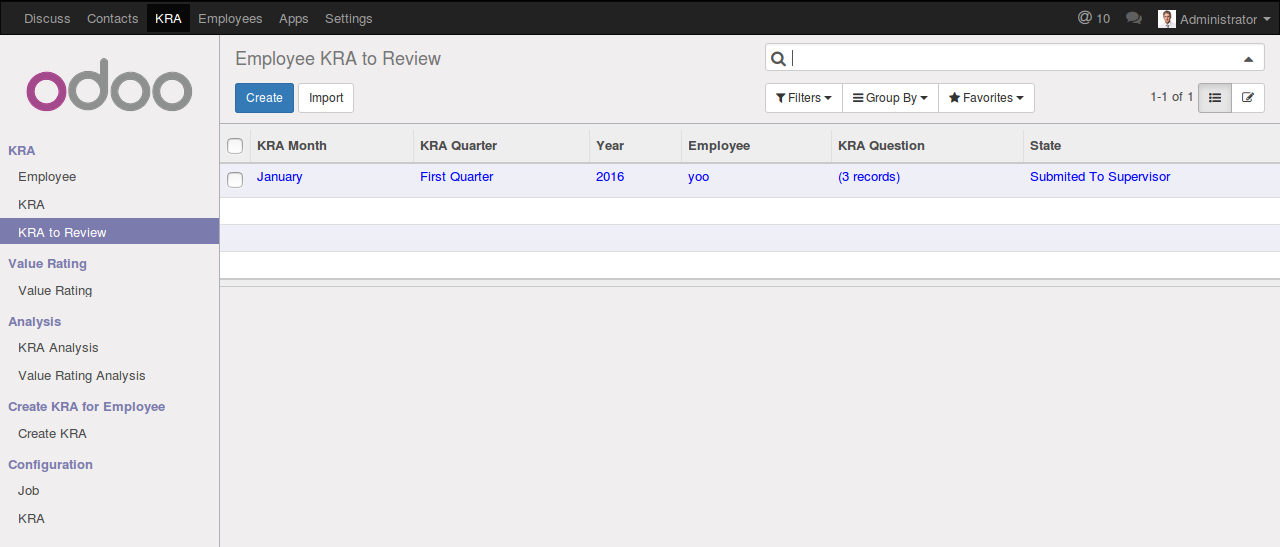 Discuss Contacts KRA Employees Apps Settings @ 10 Administrator
odoo
Employee KRA to Review
Create Import Filters Group By Favorites 1-1 of 1
KRA
Employee
KRA
KRA to Review
Value Rating
Value Rating
Analysis
KRA Analysis
Value Rating Analysis
Create KRA for Employee
Create KRA
Configuration
Job
KRA
KRA Month KRA Quarter Year Employee KRA Question State
January First Quarter 2016 yoo (3 records) Submited To Supervisor